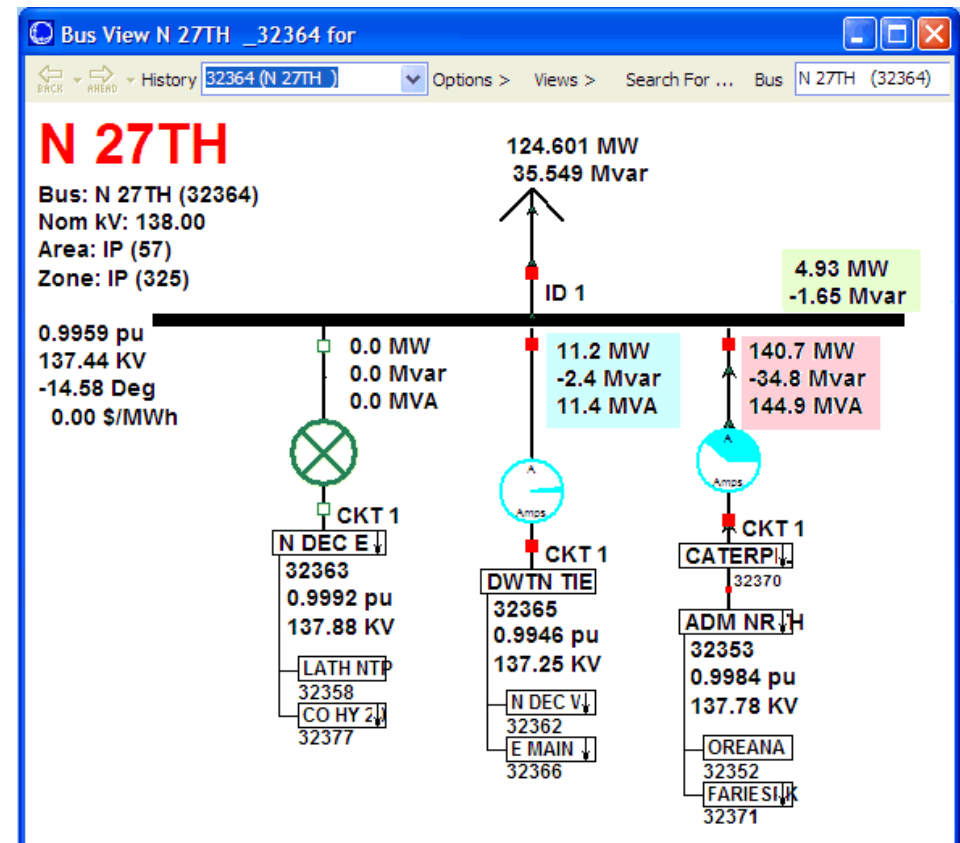 Bus View N 27TH _32364 for
BACK AHEAD History 32364 (N 27TH ) Options > Views > Search For ... Bus N 27TH (32364)
N 27TH
Bus: N 27TH (32364)
Nom kV: 138.00
Area: IP (57)
Zone: IP (325)
124.601 MW
35.549 Mvar
ID 1
4.93 MW
-1.65 Mvar
0.9959 pu
137.44 KV
-14.58 Deg
0.00 $/MWh
0.0 MW
0.0 Mvar
0.0 MVA
CKT 1
N DEC E
32363
0.9992 pu
137.88 KV
LATH NTP
32358
CO HY 2
32377
11.2 MW
-2.4 Mvar
11.4 MVA
A
Amps
CKT 1
DWTN TIE
32365
0.9946 pu
137.25 KV
N DEC
32362
E MAIN
32366
140.7 MW
-34.8 Mvar
144.9 MVA
A
Amps
CKT 1
CATERP
32370
ADM NR
32353
0.9984 pu
137.78 KV
OREANA
32352
FARIES
32371